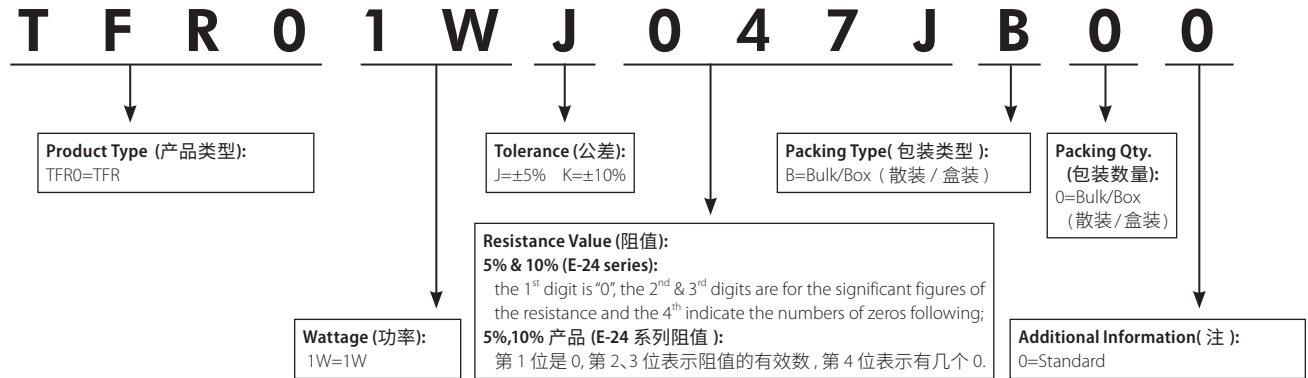 T F R 0 1 W J 0 4 7 J B 0 0
Product Type (产品类型):
TFR0=TFR
Tolerance (公差):
J=±5% K=±10%
Packing Type( 包装类型 ):
B=Bulk/Box ( 散装 / 盒装 )
Packing Qty.
(包装数量):
0=Bulk/Box
(散装/盒装)
Resistance Value (阻值):
5% & 10% (E-24 series):
the 1st digit is “0”, the 2nd & 3rd digits are for the significant figures of
the resistance and the 4th indicate the numbers of zeros following;
5%,10% 产品 (E-24 系列阻值 ):
第 1 位是 0, 第 2、3 位表示阻值的有效数 , 第 4 位表示有几个 0.
Wattage (功率):
1W=1W
Additional Information( 注 ):
0=Standard